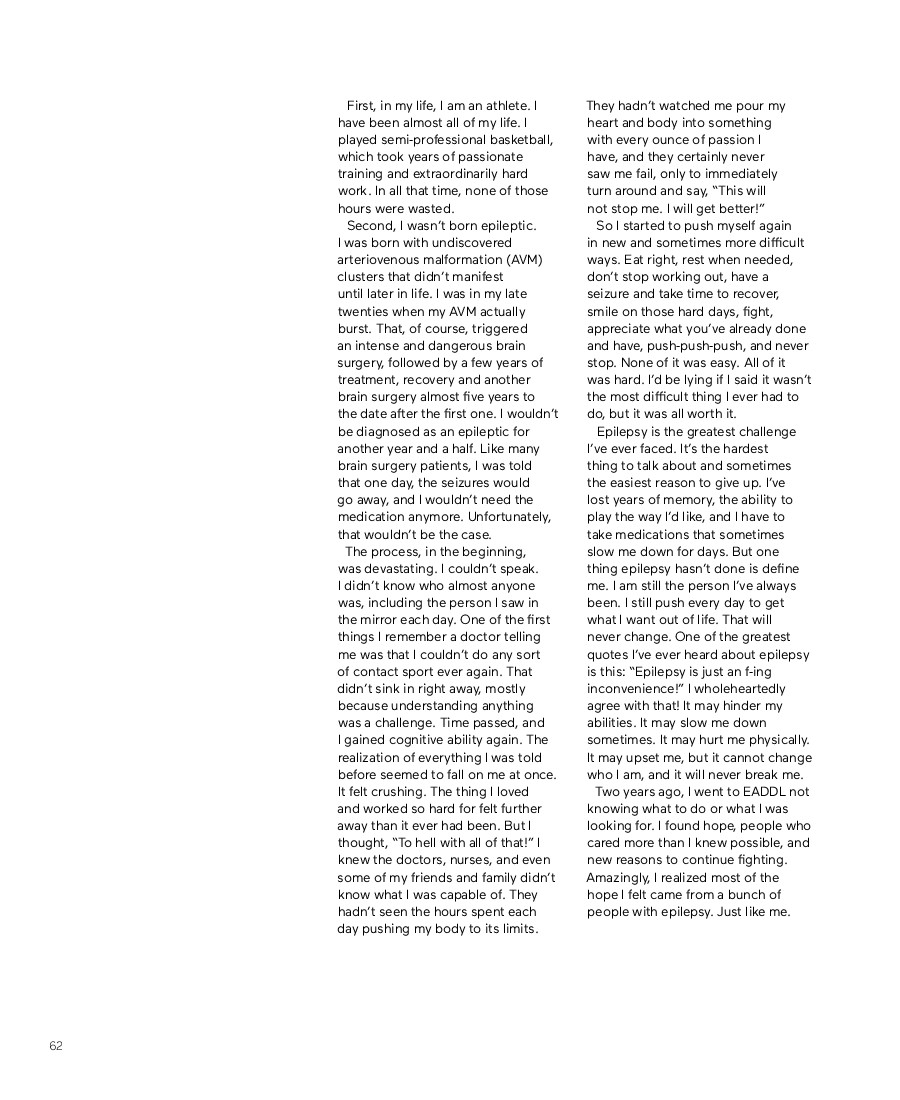 First, in my life, I am an athlete. I
have been almost all of my life. I
played semi-professional basketball,
which took years of passionate
training and extraordinarily hard
work. In all that time, none of those
hours were wasted.
Second, I wasn't born epileptic.
I was born with undiscovered
arteriovenous malformation (AVM)
clusters that didn't manifest
until later in life. I was in my late
twenties when my AVM actually
burst. That, of course, triggered
an intense and dangerous brain
surgery, followed by a few years of
treatment, recovery and another
brain surgery almost five years to
the date after the first one. I wouldn't
be diagnosed as an epileptic for
another year and a half. Like many
brain surgery patients, I was told
that one day, the seizures would
go away, and I wouldn't need the
medication anymore. Unfortunately,
that wouldn't be the case.
The process, in the beginning,
was devastating. I couldn't speak.
I didn't know who almost anyone
was, including the person I saw in
the mirror each day. One of the first
things I remember a doctor telling
me was that I couldn't do any sort
of contact sport ever again. That
didn't sink in right away, mostly
because understanding anything
was a challenge. Time passed, and
I gained cognitive ability again. The
realization of everything I was told
before seemed to fall on me at once.
It felt crushing. The thing I loved
and worked so hard for felt further
away than it ever had been. But I
thought, “To hell with all of that!” I
knew the doctors, nurses, and even
some of my friends and family didn't
know what I was capable of. They
hadn't seen the hours spent each
day pushing my body to its limits.
They hadn't watched me pour my
heart and body into something
with every ounce of passion I
have, and they certainly never
saw me fail, only to immediately
turn around and say, “This will
not stop me. I will get better!”
So I started to push myself again
in new and sometimes more difficult
ways. Eat right, rest when needed,
don't stop working out, have a
seizure and take time to recover,
smile on those hard days, fight,
appreciate what you've already done
and have, push-push-push, and never
stop. None of it was easy. All of it
was hard. I'd be lying if I said it wasn't
the most difficult thing I ever had to
do, but it was all worth it.
Epilepsy is the greatest challenge
I've ever faced. It's the hardest
thing to talk about and sometimes
the easiest reason to give up. I've
lost years of memory, the ability to
play the way I'd like, and I have to
take medications that sometimes
slow me down for days. But one
thing epilepsy hasn't done is define
me. I am still the person I've always
been. I still push every day to get
what I want out of life. That will
never change. One of the greatest
quotes I've ever heard about epilepsy
is this: “Epilepsy is just an f-ing
inconvenience!” I wholeheartedly
agree with that! It may hinder my
abilities. It may slow me down
sometimes. It may hurt me physically.
It may upset me, but it cannot change
who I am, and it will never break me.
Two years ago, I went to EADDL not
knowing what to do or what I was
looking for. I found hope, people who
cared more than I knew possible, and
new reasons to continue fighting.
Amazingly, I realized most of the
hope I felt came from a bunch of
people with epilepsy. Just like me.
62